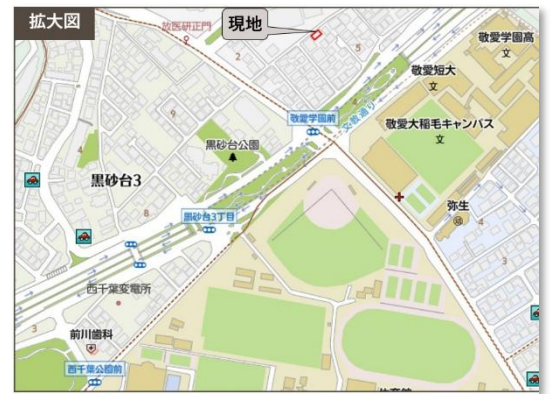 拡大図
放医研正門
現地
敬愛学園高
文
敬愛短大
文
敬愛学園前
文教通り
敬愛大稲毛キャンパス
文
黒砂台公園
黒砂台3
弥生
黒砂台3丁目
西千葉変電所
前川歯科
西千葉公園前
2
5
9
4
8
3
4
3